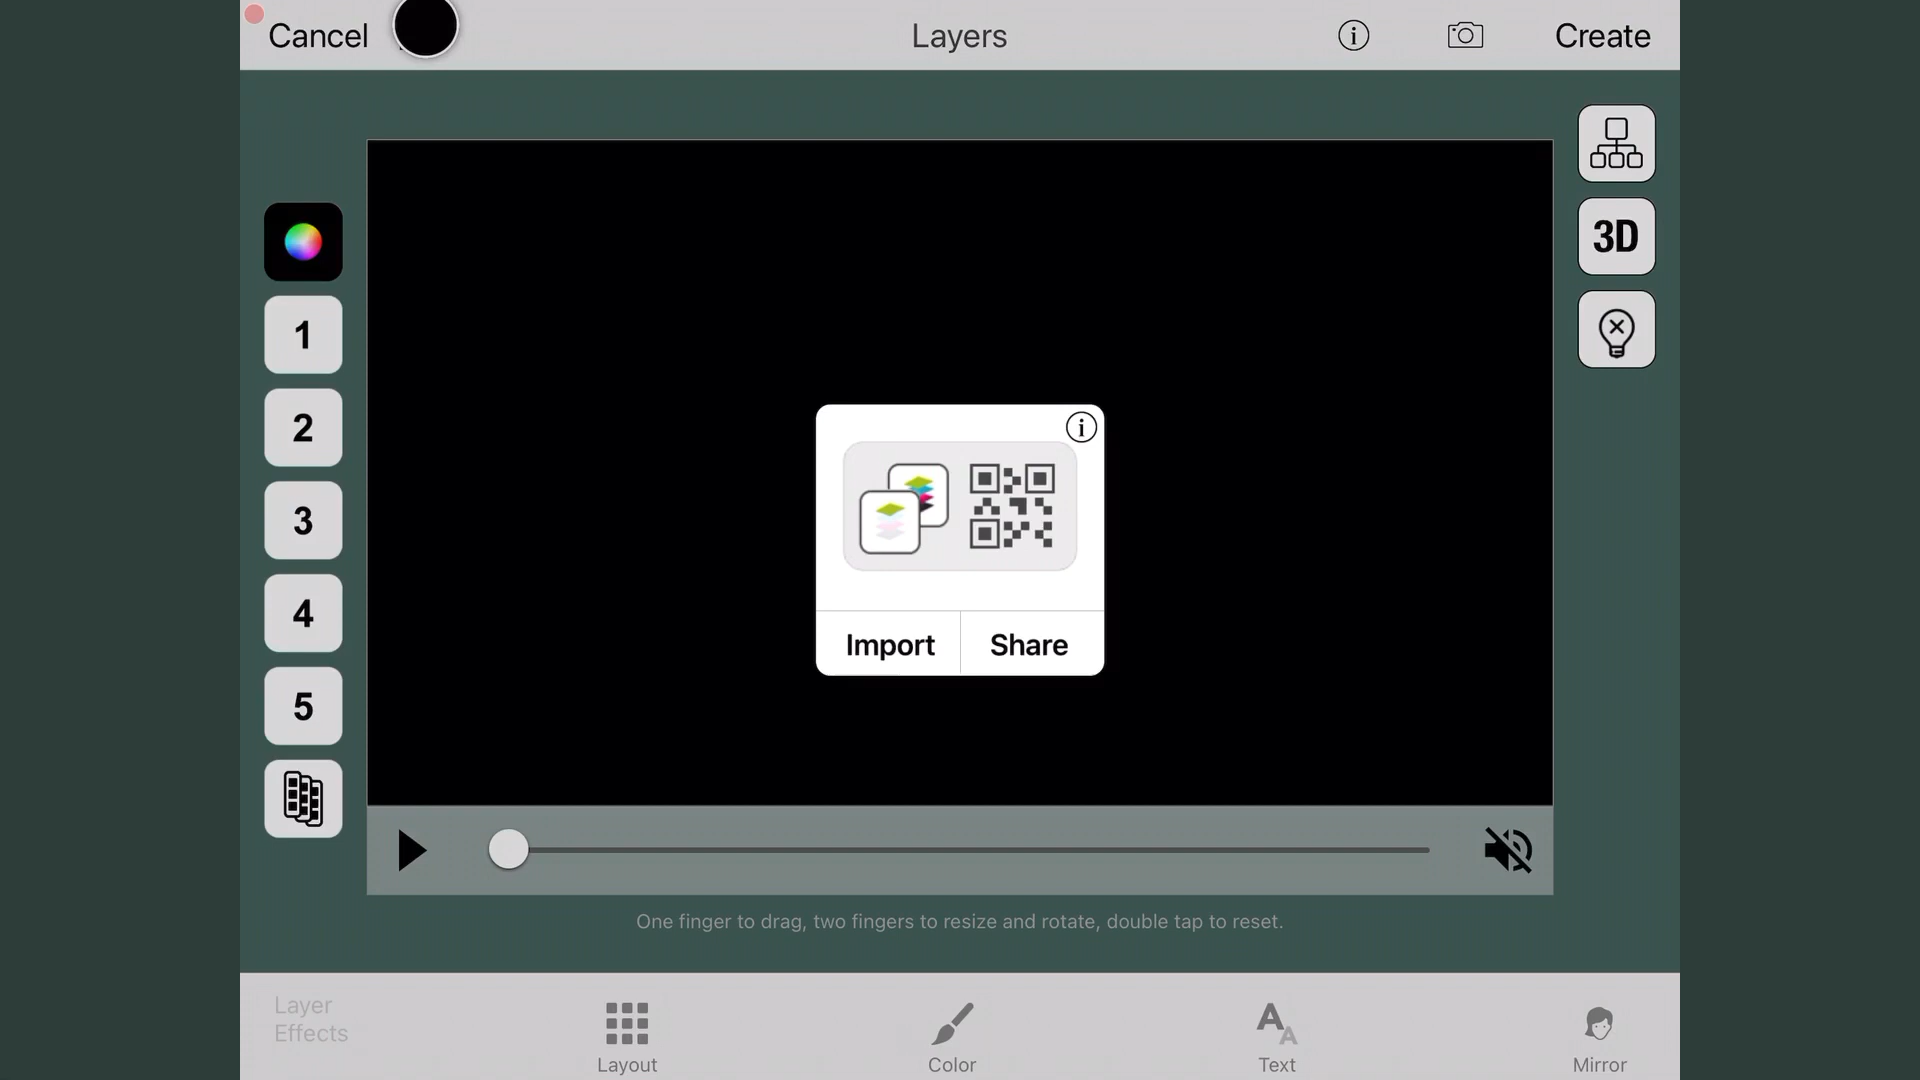 Cancel
Layers
Create
3D
1
2
3
4
5
Import
Share
One finger to drag, two fingers to resize and rotate, double tap to reset.
Layer
Effects
Layout
Color
Text
Mirror